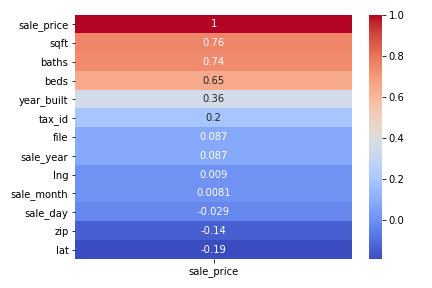 sale_price 1
sqft 0.76
baths 0.74
beds 0.65
year_built 0.36
tax_id 0.2
file 0.087
sale_year 0.087
lng 0.009
sale_month 0.0081
sale_day -0.029
zip -0.14
lat -0.19
sale_price
1.0
0.8
0.6
0.4
0.2
0.0